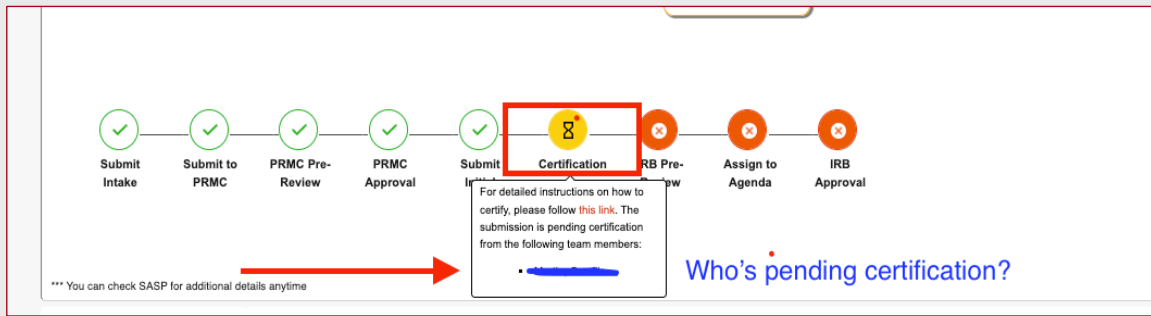 Submit Intake
Submit to PRMC
PRMC Pre-Review
PRMC Approval
Submit
Certification
Pre-
Assign to Agenda
IRB Approval
For detailed instructions on how to
certify, please follow this link. The
submission is pending certification
from the following team members:
Who's pending certification?
*** You can check SASP for additional details anytime